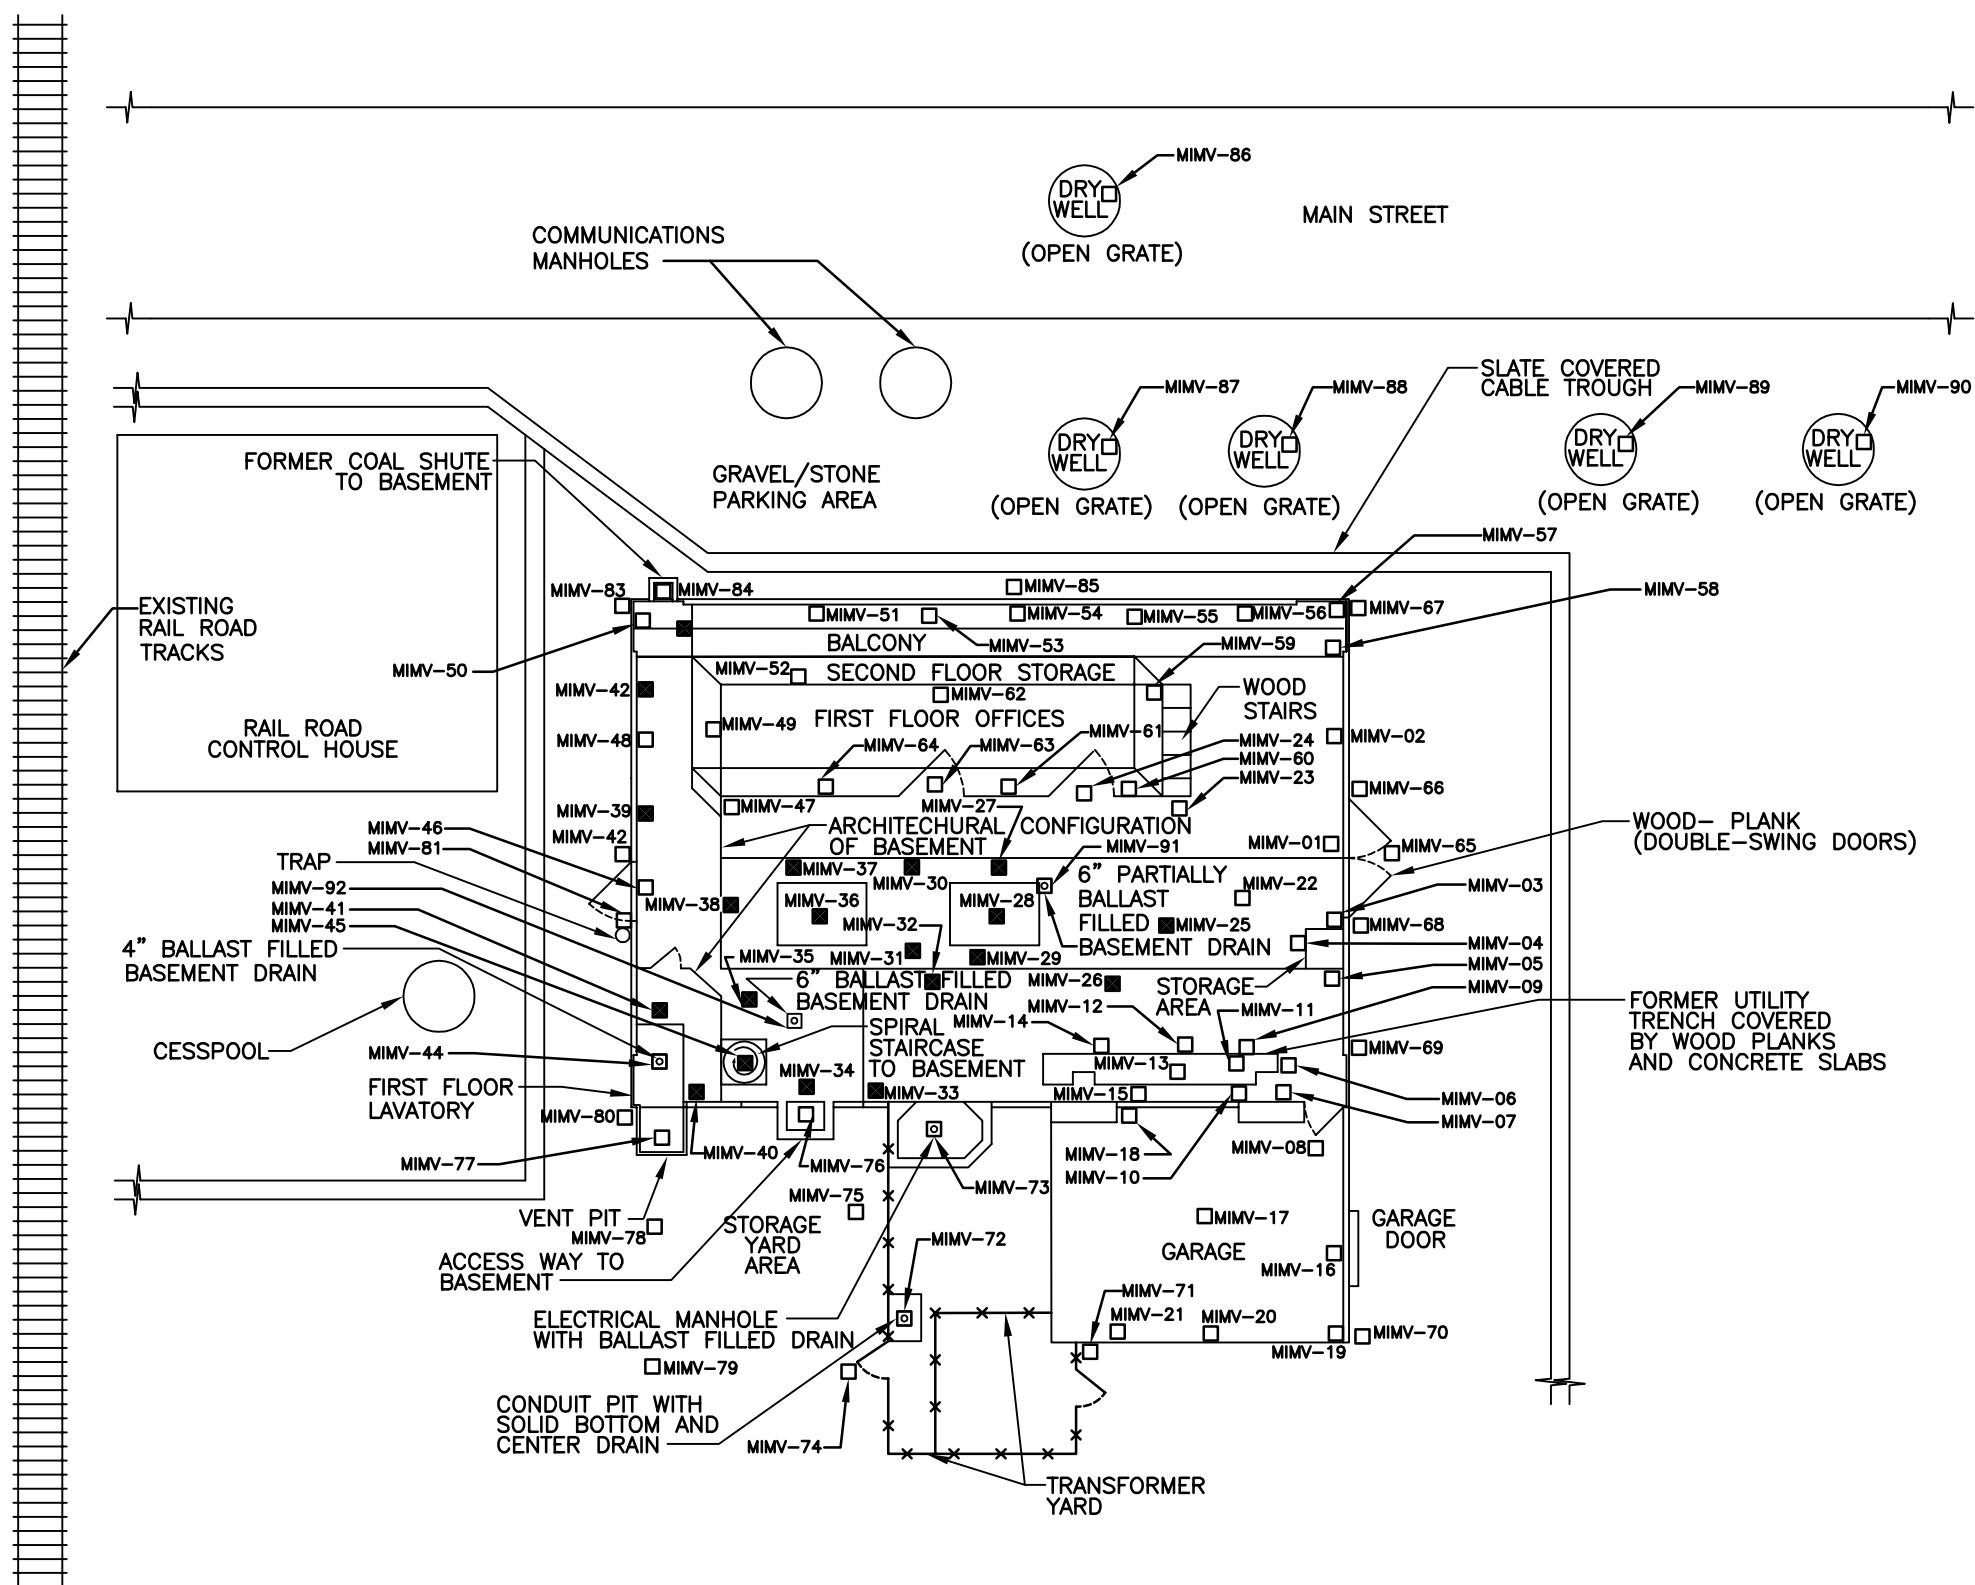 MIMV-86
DRY
WELL
MAIN STREET
(OPEN GRATE)
COMMUNICATIONS
MANHOLES
SLATE COVERED
CABLE TROUGH
MIMV-87
MIMV-88
MIMV-89
MIMV-90
DRY
WELL
DRY
WELL
DRY
WELL
DRY
WELL
(OPEN GRATE)
(OPEN GRATE)
(OPEN GRATE)
(OPEN GRATE)
FORMER COAL SHUTE
TO BASEMENT
GRAVEL/STONE
PARKING AREA
MIMV-57
MIMV-83
MIMV-84
MIMV-85
MIMV-58
EXISTING
RAIL ROAD
TRACKS
MIMV-51
MIMV-54
MIMV-55
MIMV-56
MIMV-67
BALCONY
MIMV-53
MIMV-59
MIMV-50
MIMV-52
SECOND FLOOR STORAGE
MIMV-42
MIMV-62
WOOD
STAIRS
RAIL ROAD
CONTROL HOUSE
MIMV-49
FIRST FLOOR OFFICES
MIMV-61
MIMV-48
MIMV-64
MIMV-63
MIMV-24
MIMV-60
MIMV-23
MIMV-02
MIMV-66
MIMV-39
MIMV-47
MIMV-27
MIMV-46
MIMV-42
MIMV-81
ARCHITECHURAL CONFIGURATION
OF BASEMENT
MIMV-91
MIMV-01
MIMV-65
WOOD- PLANK
(DOUBLE-SWING DOORS)
TRAP
MIMV-92
MIMV-41
MIMV-45
MIMV-37
MIMV-30
6" PARTIALLY
BALLAST
FILLED
BASEMENT DRAIN
MIMV-22
MIMV-03
MIMV-38
MIMV-36
MIMV-28
MIMV-32
MIMV-25
MIMV-68
4" BALLAST FILLED
BASEMENT DRAIN
MIMV-35
MIMV-31
MIMV-29
MIMV-04
MIMV-05
6" BALLAST FILLED
BASEMENT DRAIN
MIMV-26
STORAGE
AREA
MIMV-09
MIMV-12
MIMV-11
MIMV-14
FORMER UTILITY
TRENCH COVERED
BY WOOD PLANKS
AND CONCRETE SLABS
SPIRAL
STAIRCASE
TO BASEMENT
CESSPOOL
MIMV-44
MIMV-13
MIMV-69
FIRST FLOOR
LAVATORY
MIMV-34
MIMV-33
MIMV-15
MIMV-06
MIMV-07
MIMV-80
MIMV-77
MIMV-40
MIMV-76
MIMV-18
MIMV-10
MIMV-08
MIMV-73
MIMV-75
VENT PIT
MIMV-78
STORAGE
YARD
AREA
MIMV-17
GARAGE
DOOR
MIMV-72
GARAGE
MIMV-16
ACCESS WAY TO
BASEMENT
MIMV-71
ELECTRICAL MANHOLE
WITH BALLAST FILLED DRAIN
MIMV-21
MIMV-20
MIMV-70
MIMV-19
MIMV-79
CONDUIT PIT WITH
SOLID BOTTOM AND
CENTER DRAIN
MIMV-74
TRANSFORMER
YARD